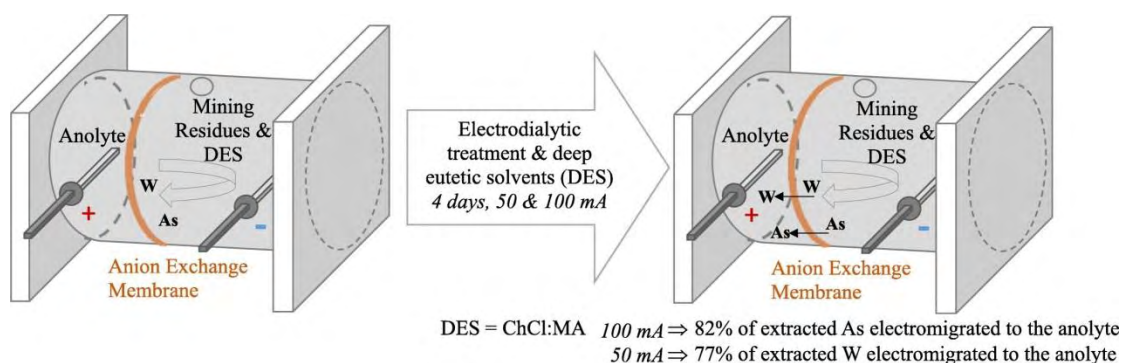 Anolyte
Mining
Residues &
DES
W
As
+
-
Anion Exchange
Membrane
Electrodialytic
treatment & deep
eutetic solvents (DES)
4 days, 50 & 100 mA
Anolyte
Mining
Residues &
DES
W W
As As
+
-
Anion Exchange
Membrane
DES = ChCl:MA 100 mA ⇒ 82% of extracted As electromigrated to the anolyte
50 mA ⇒ 77% of extracted W electromigrated to the anolyte